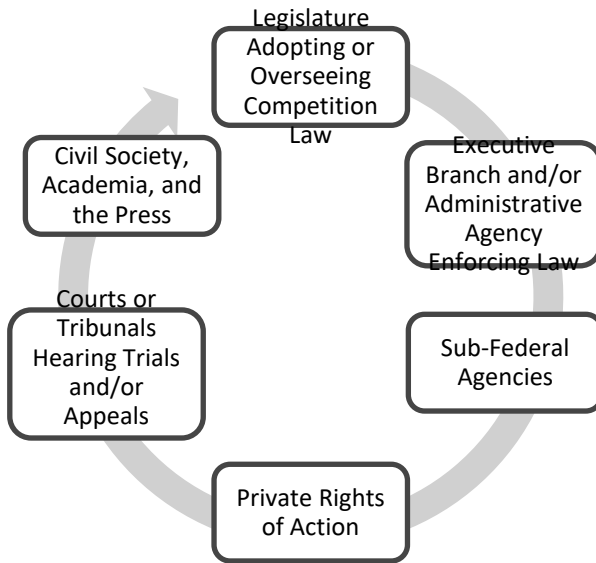 Legislature
Adopting or
Overseeing
Competition
Law
Executive
Branch and/or
Administrative
Agency
Enforcing Law
Sub-Federal
Agencies
Private Rights
of Action
Courts or
Tribunals
Hearing Trials
and/or
Appeals
Civil Society,
Academia, and
the Press